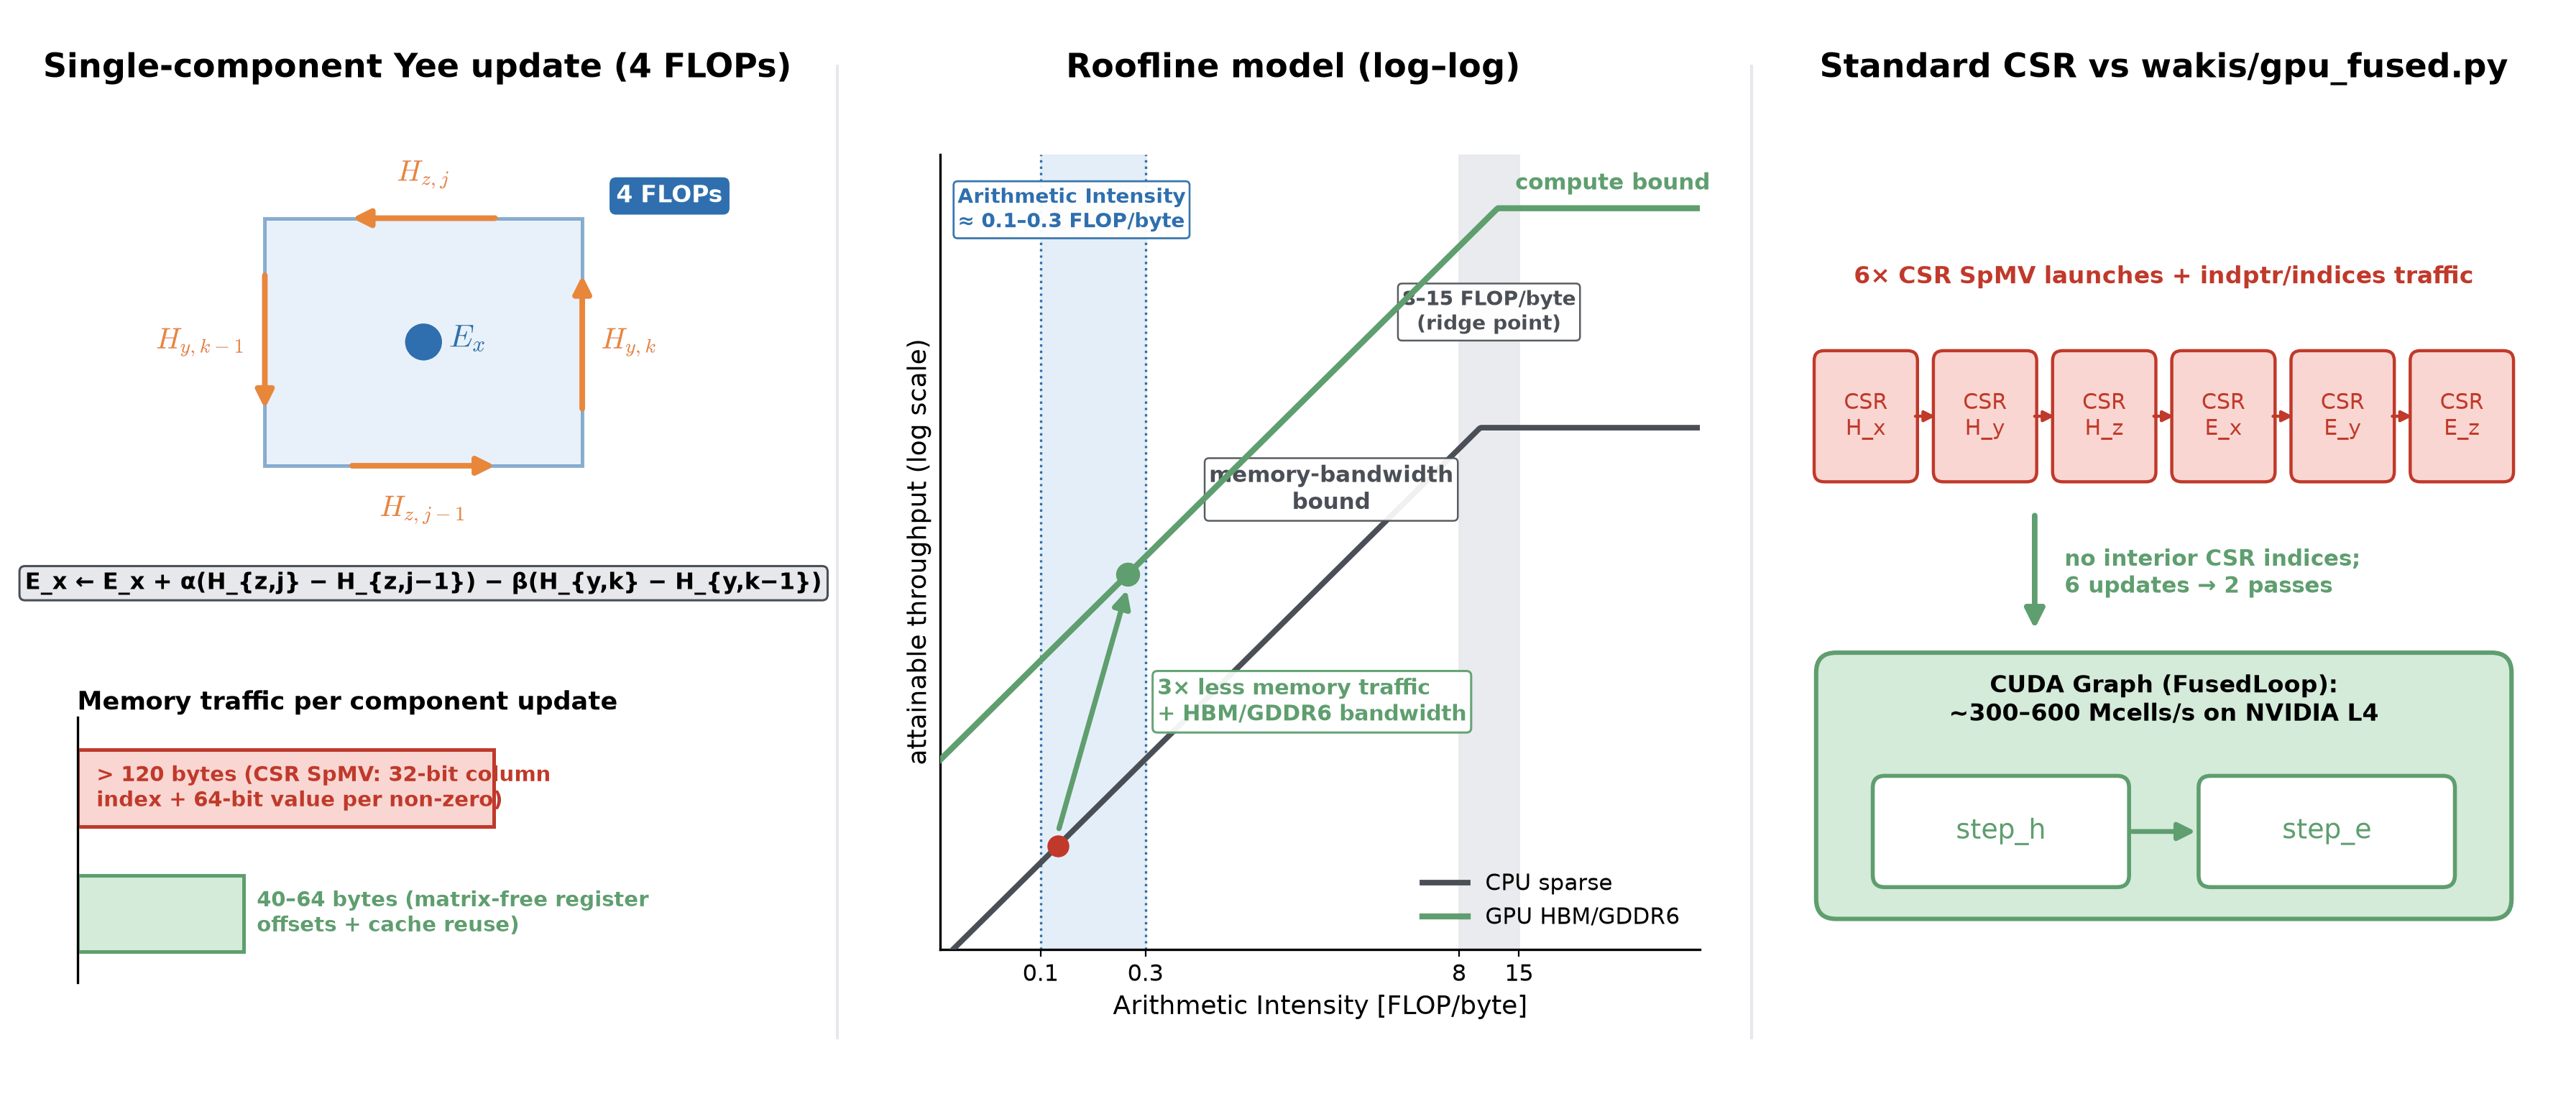 Single-component Yee update (4 FLOPs)
H_{z,j}
4 FLOPs
H_{y,k−1}
E_x
H_{y,k}
H_{z,j−1}
E_x ← E_x + α(H_{z,j} − H_{z,j−1}) − β(H_{y,k} − H_{y,k−1})
Memory traffic per component update
> 120 bytes (CSR SpMV: 32-bit column
index + 64-bit value per non-zero)
40–64 bytes (matrix-free register
offsets + cache reuse)
Roofline model (log–log)
attainable throughput (log scale)
Arithmetic Intensity
≈ 0.1–0.3 FLOP/byte
compute bound
8–15 FLOP/byte
(ridge point)
memory-bandwidth
bound
3× less memory traffic
+ HBM/GDDR6 bandwidth
CPU sparse
GPU HBM/GDDR6
0.1
0.3
8
15
Arithmetic Intensity [FLOP/byte]
Standard CSR vs wakis/gpu_fused.py
6× CSR SpMV launches + indptr/indices traffic
CSR
H_x
CSR
H_y
CSR
H_z
CSR
E_x
CSR
E_y
CSR
E_z
no interior CSR indices;
6 updates → 2 passes
CUDA Graph (FusedLoop):
~300–600 Mcells/s on NVIDIA L4
step_h
step_e